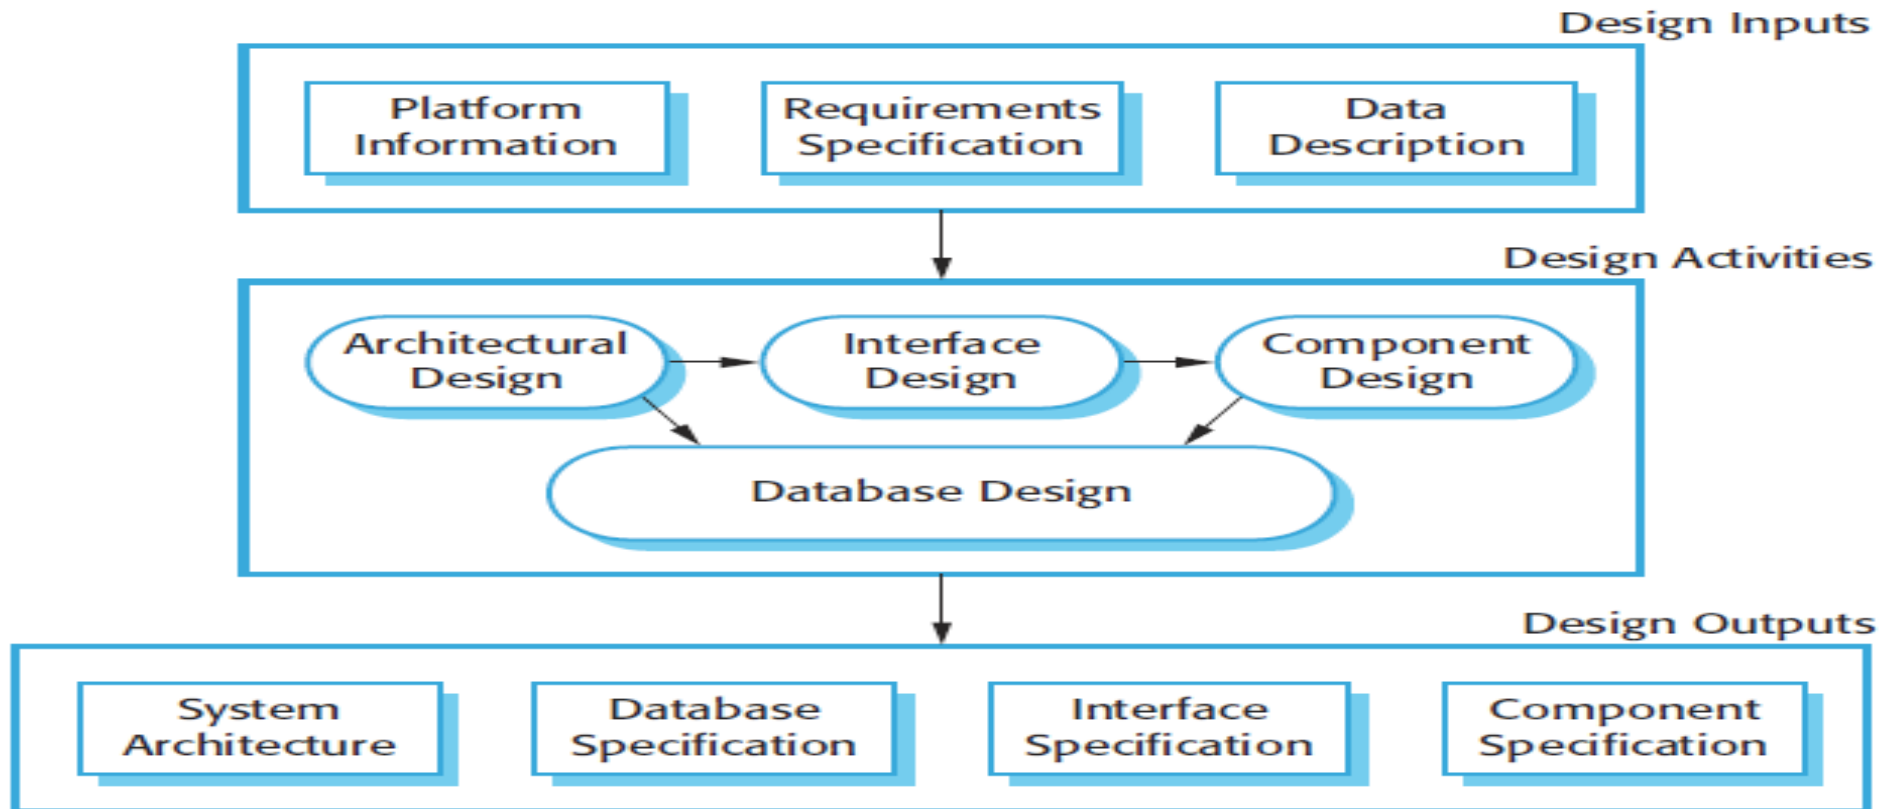 Design Inputs
Platform
Information
Requirements
Specification
Data
Description
Design Activities
Architectural
Design
Interface
Design
Component
Design
Database Design
Design Outputs
System
Architecture
Database
Specification
Interface
Specification
Component
Specification